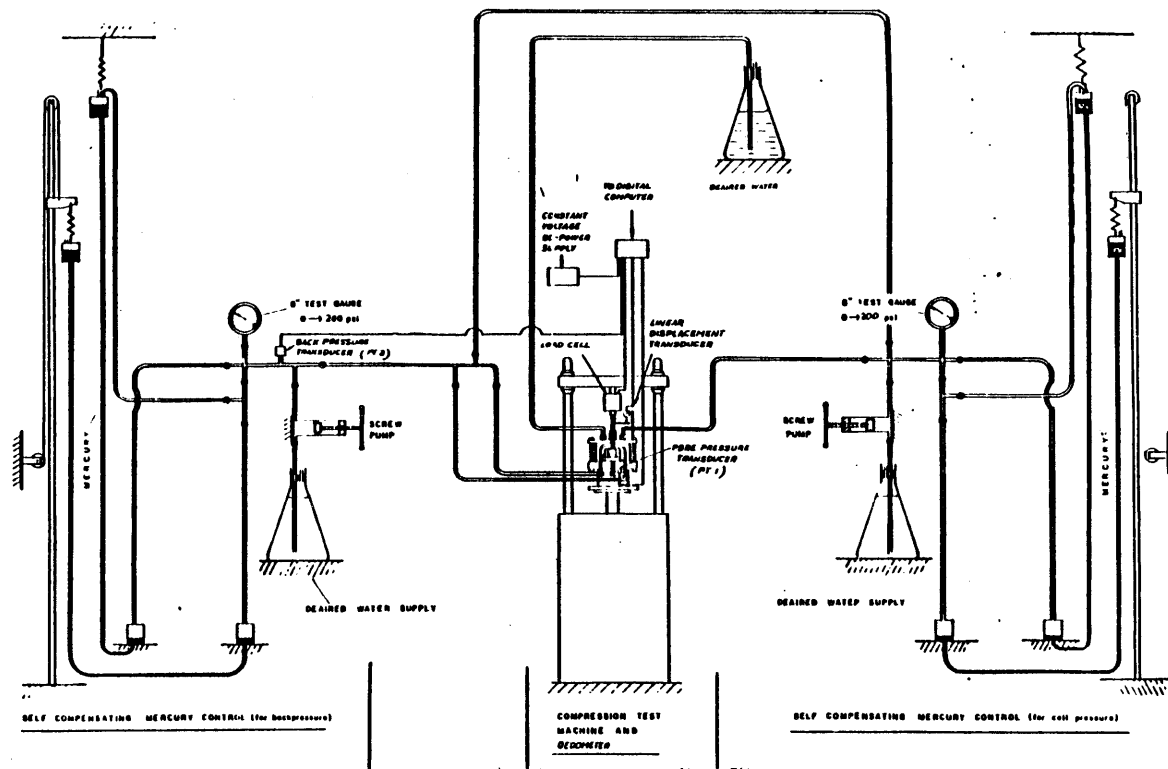 DEAIRED WATER
TO DIGITAL
COMPUTER
CONSTANT
VOLTAGE
DC-POWER
SUPPLY
8" TEST GAUGE
0→200 psi
BACK PRESSURE
TRANSDUCER (PT 2)
LOAD CELL
LINEAR
DISPLACEMENT
TRANSDUCER
8" TEST GAUGE
0→200 psi
SCREW
PUMP
SCREW
PUMP
PORE PRESSURE
TRANSDUCER
(PT 1)
MERCURY
MERCURY
DEAIRED WATER SUPPLY
DEAIRED WATER SUPPLY
SELF COMPENSATING MERCURY CONTROL (for backpressure)
COMPRESSION TEST
MACHINE AND
OEDOMETER
SELF COMPENSATING MERCURY CONTROL (for cell pressure)